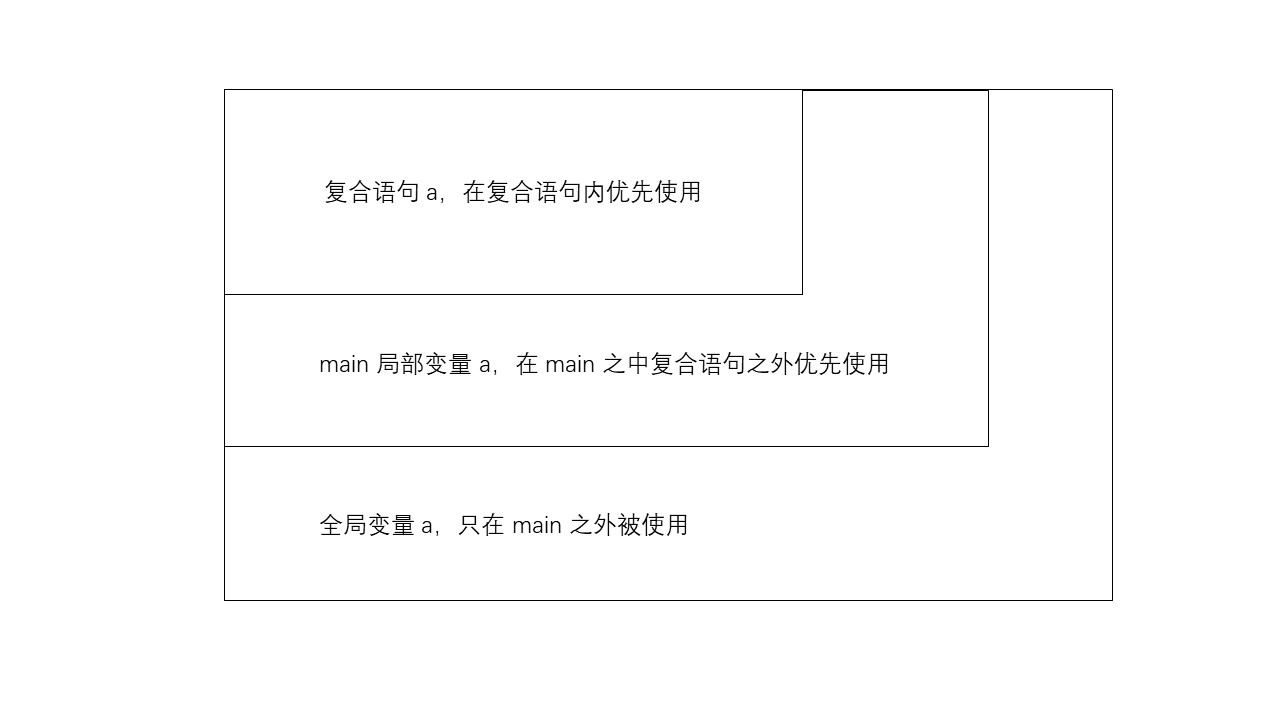 复合语句 a，在复合语句内优先使用
main 局部变量 a，在 main 之中复合语句之外优先使用
全局变量 a，只在 main 之外被使用